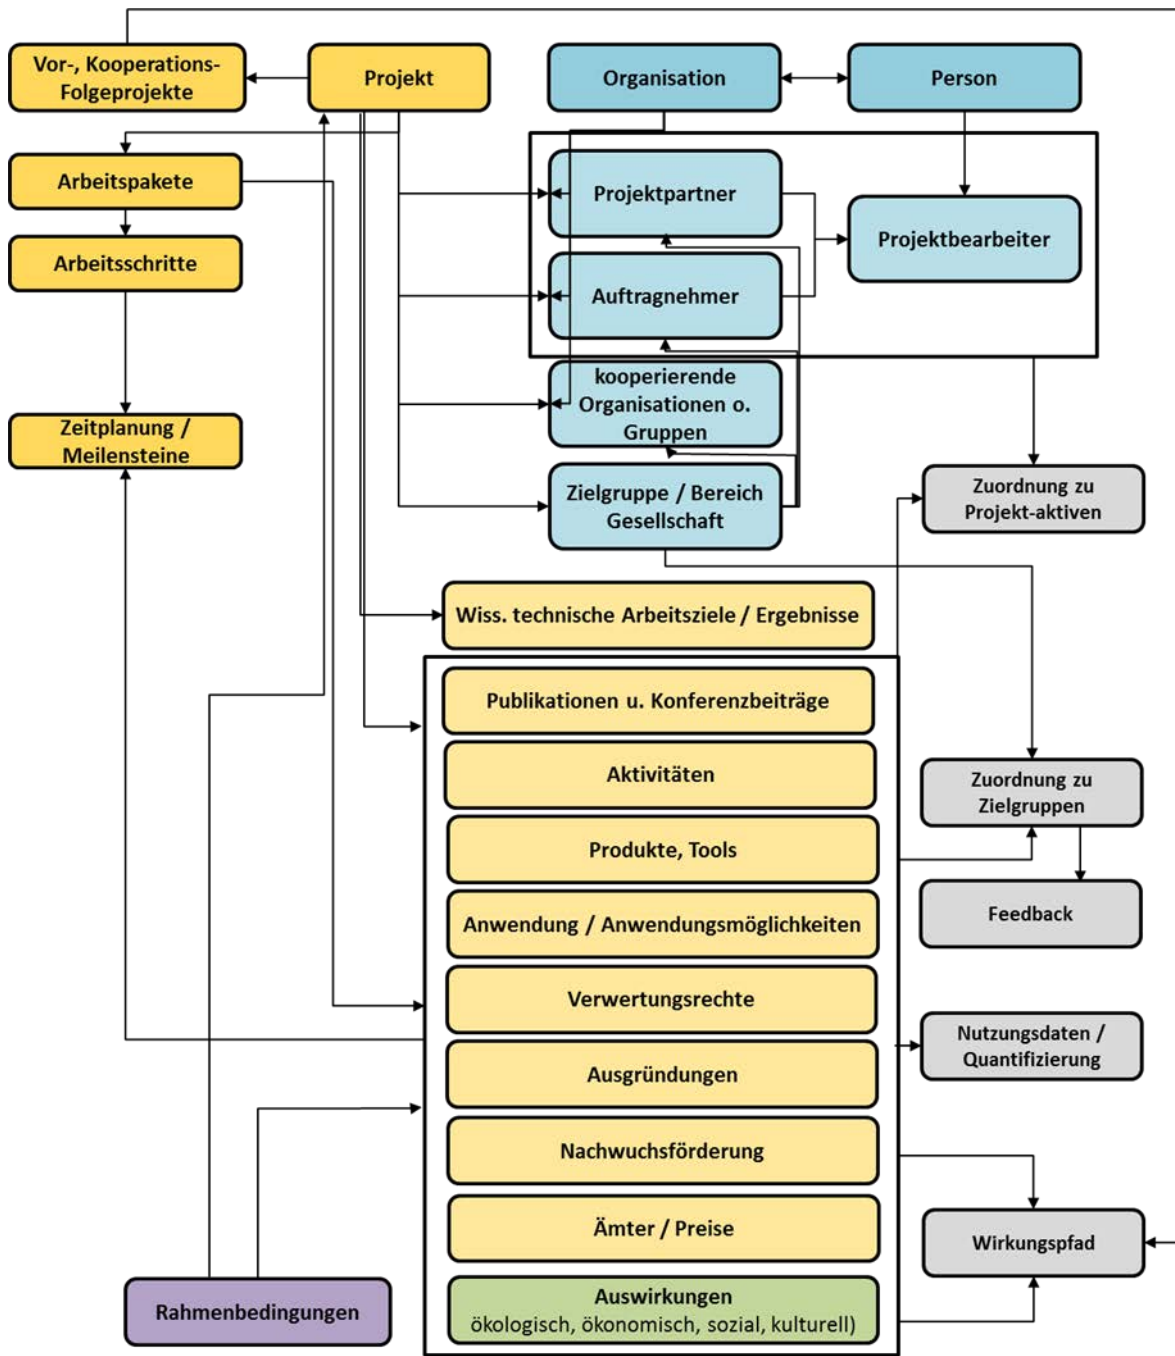 Vor-, Kooperations-
Folgeprojekte
Projekt
Organisation
Person
Arbeitspakete
Projektpartner
Projektbearbeiter
Arbeitsschritte
Auftragnehmer
kooperierende
Organisationen o.
Gruppen
Zeitplanung /
Meilensteine
Zielgruppe / Bereich
Gesellschaft
Zuordnung zu
Projekt-aktiven
Wiss. technische Arbeitsziele / Ergebnisse
Publikationen u. Konferenzbeiträge
Aktivitäten
Zuordnung zu
Zielgruppen
Produkte, Tools
Feedback
Anwendung / Anwendungsmöglichkeiten
Verwertungsrechte
Nutzungsdaten /
Quantifizierung
Ausgründungen
Nachwuchsförderung
Ämter / Preise
Wirkungspfad
Rahmenbedingungen
Auswirkungen
ökologisch, ökonomisch, sozial, kulturell)